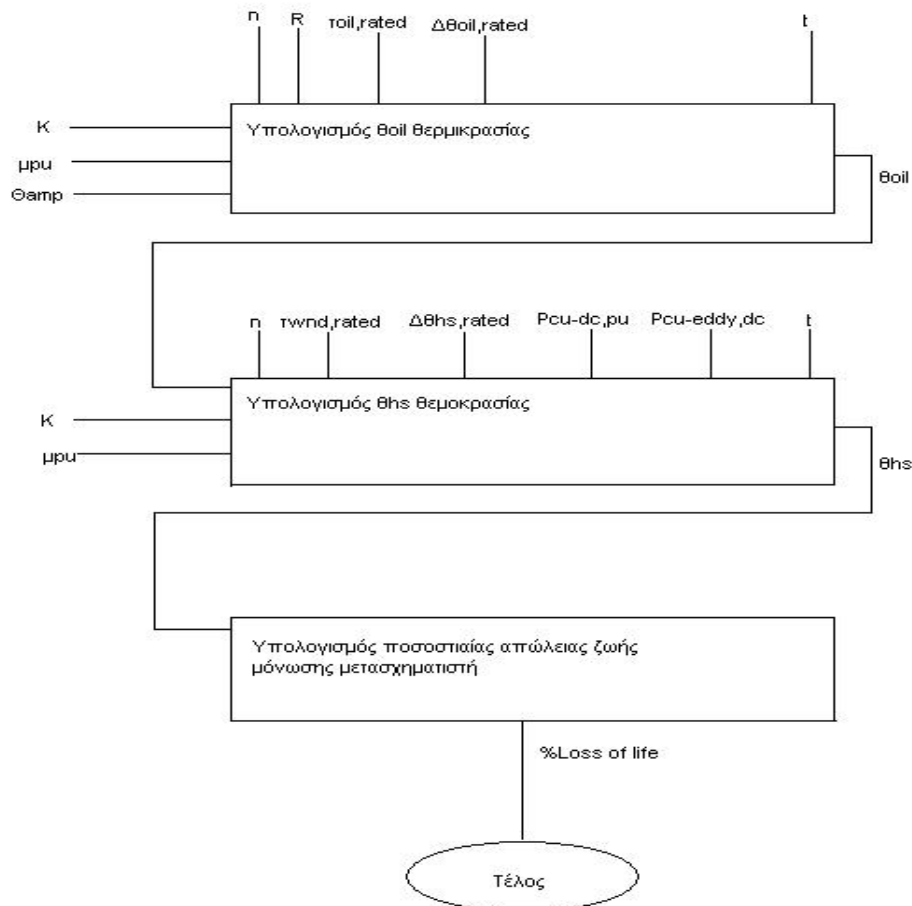 n R τoil,rated Δθoil,rated t
Υπολογισμός θoil θερμικρασίας
K
μpu
Θamp
θoil
n τwnd,rated Δθhs,rated Pcu-dc,pu Pcu-eddy,dc t
Υπολογισμός θhs θεμοκρασίας
K
μpu
θhs
Υπολογισμός ποσοστιαίας απώλειας ζωής
μόνωσης μετασχηματιστή
%Loss of life
Τέλος